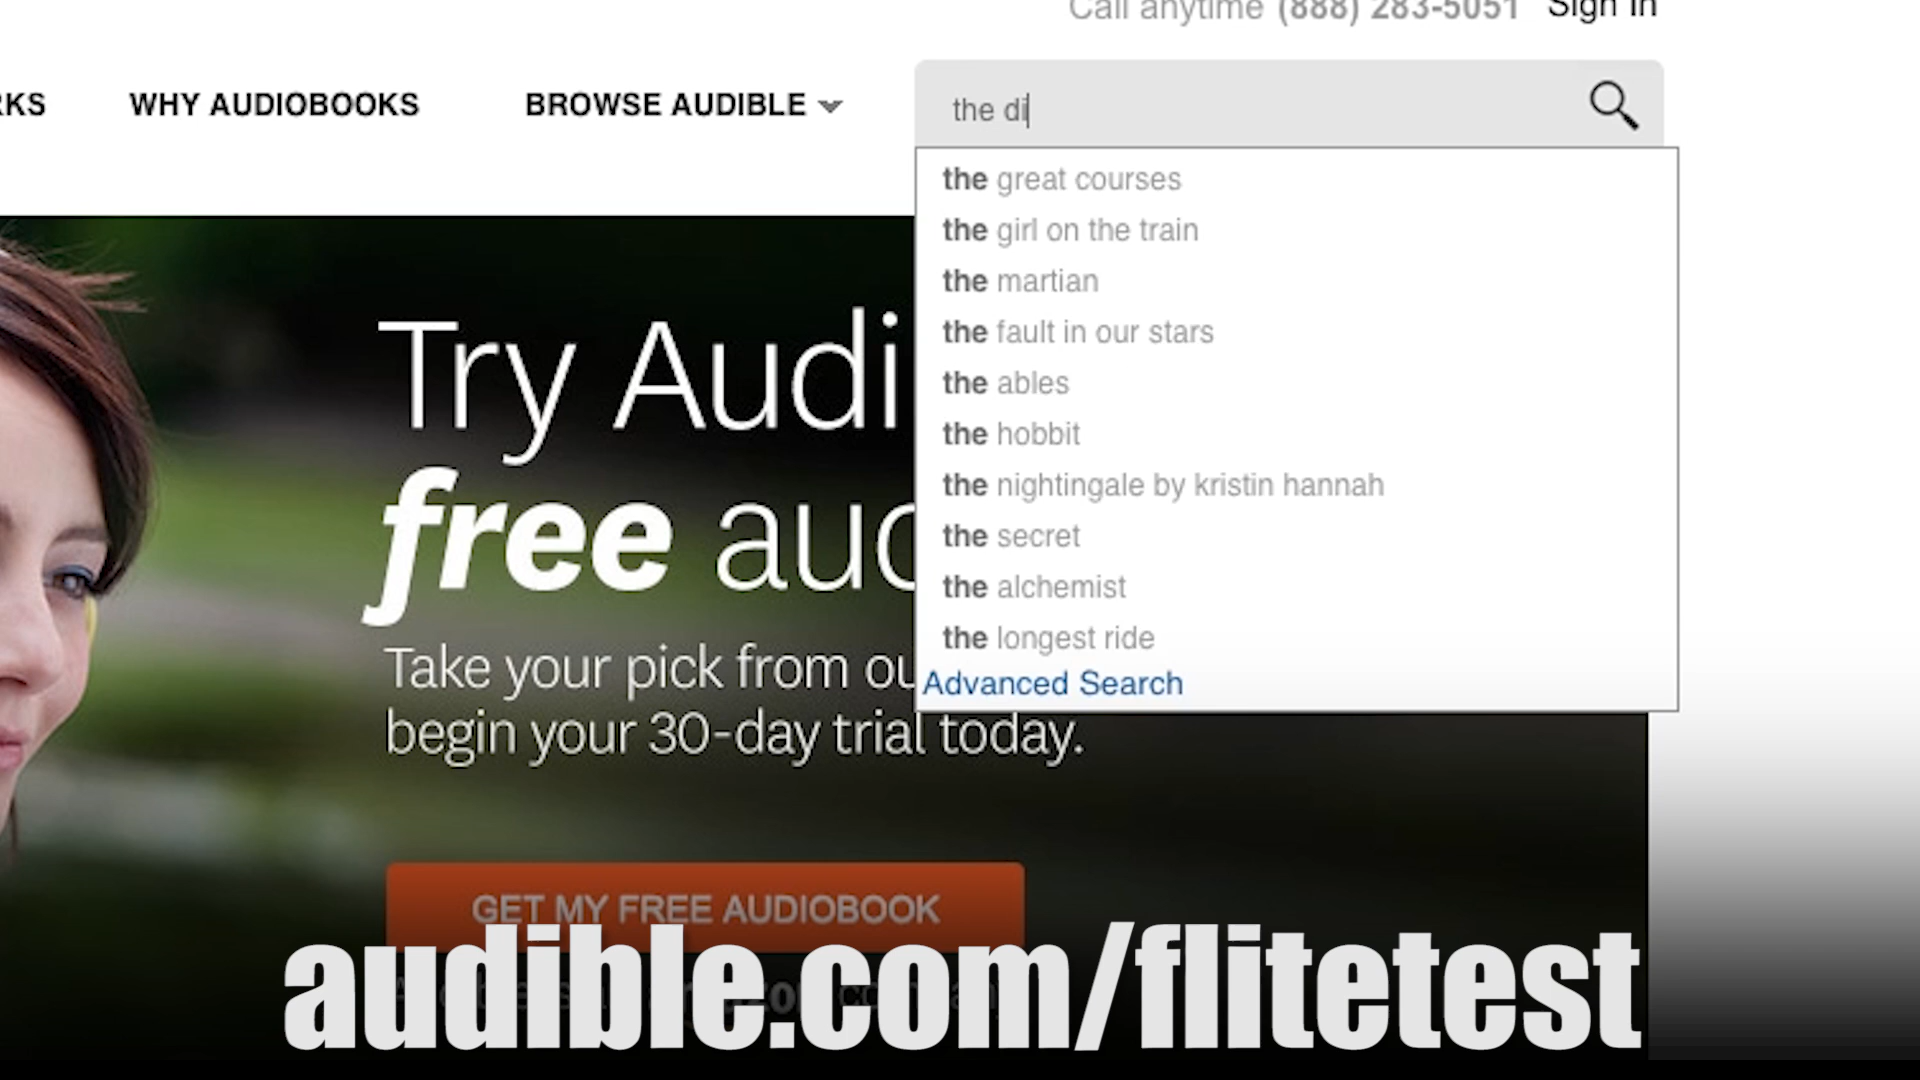 Call anytime (888) 283-5051 Sign In
RKS WHY AUDIOBOOKS BROWSE AUDIBLE
the di
the great courses
the girl on the train
the martian
the fault in our stars
the ables
the hobbit
the nightingale by kristin hannah
the secret
the alchemist
the longest ride
Advanced Search
Try Audi
free aud
Take your pick from ou
begin your 30-day trial today.
GET MY FREE AUDIOBOOK
audible.com/flitetest